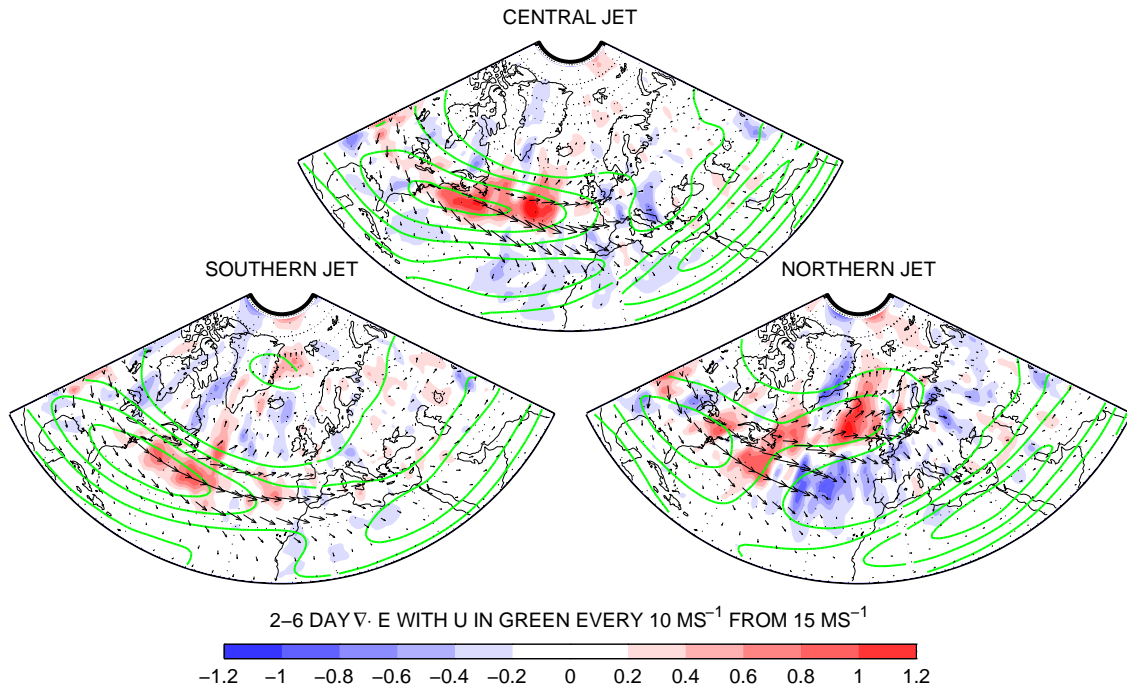 CENTRAL JET
SOUTHERN JET
NORTHERN JET
2−6 DAY ∇· E WITH U IN GREEN EVERY 10 MS⁻¹ FROM 15 MS⁻¹
−1.2 −1 −0.8 −0.6 −0.4 −0.2 0 0.2 0.4 0.6 0.8 1 1.2